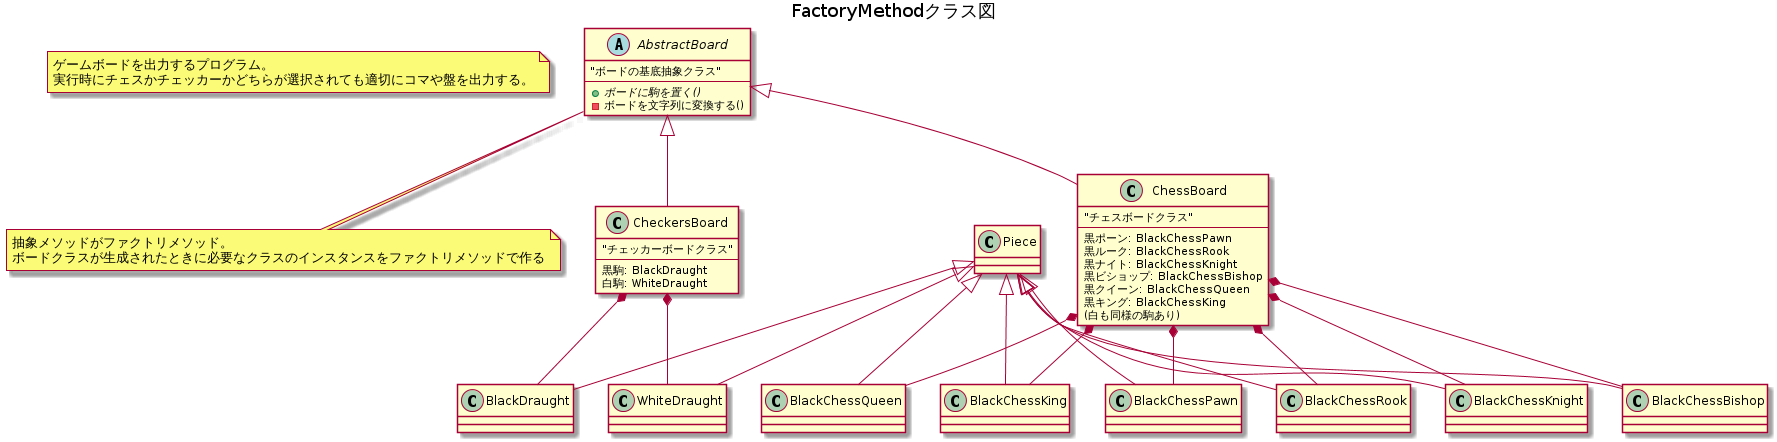 FactoryMethodクラス図
ゲームボードを出力するプログラム。
実行時にチェスかチェッカーかどちらが選択されても適切にコマや盤を出力する。
A AbstractBoard
"ボードの基底抽象クラス"
ボードに駒を置く()
ボードを文字列に変換する()
抽象メソッドがファクトリメソッド。
ボードクラスが生成されたときに必要なクラスのインスタンスをファクトリメソッドで作る
C CheckersBoard
"チェッカーボードクラス"
黒駒: BlackDraught
白駒: WhiteDraught
C Piece
C ChessBoard
"チェスボードクラス"
黒ポーン: BlackChessPawn
黒ルーク: BlackChessRook
黒ナイト: BlackChessKnight
黒ビショップ: BlackChessBishop
黒クイーン: BlackChessQueen
黒キング: BlackChessKing
(白も同様の駒あり)
C BlackDraught
C WhiteDraught
C BlackChessQueen
C BlackChessKing
C BlackChessPawn
C BlackChessRook
C BlackChessKnight
C BlackChessBishop